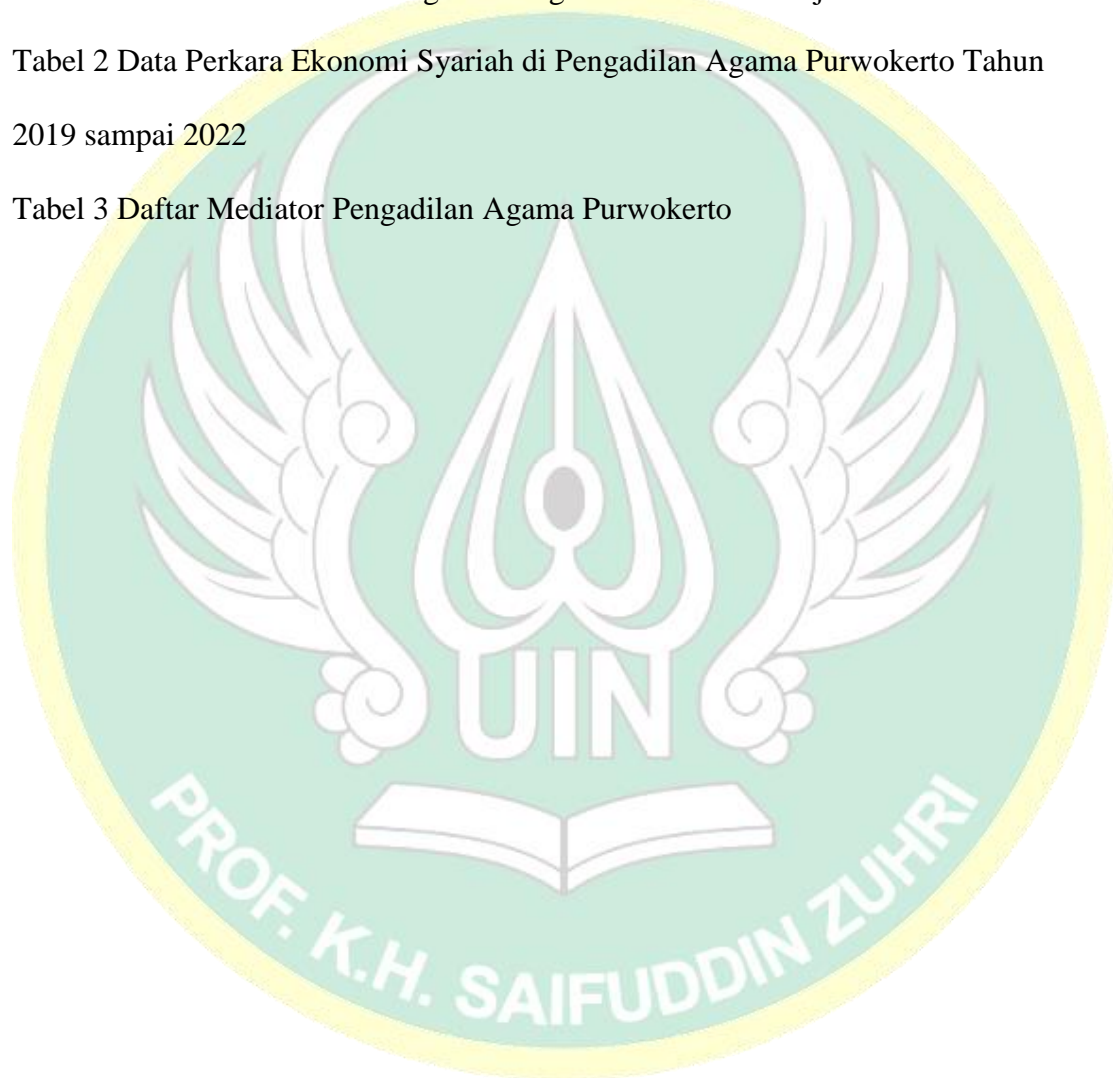 Tabel 2 Data Perkara Ekonomi Syariah di Pengadilan Agama Purwokerto Tahun
2019 sampai 2022
Tabel 3 Daftar Mediator Pengadilan Agama Purwokerto
UIN
PROF. K.H. SAIFUDDIN ZUHRI